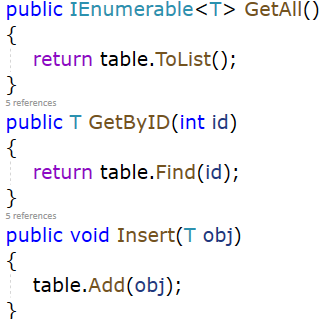 public IEnumerable<T> GetAll()
{
return table.ToList();
}
5 references
public T GetByID(int id)
{
return table.Find(id);
}
5 references
public void Insert(T obj)
{
table.Add(obj);
}